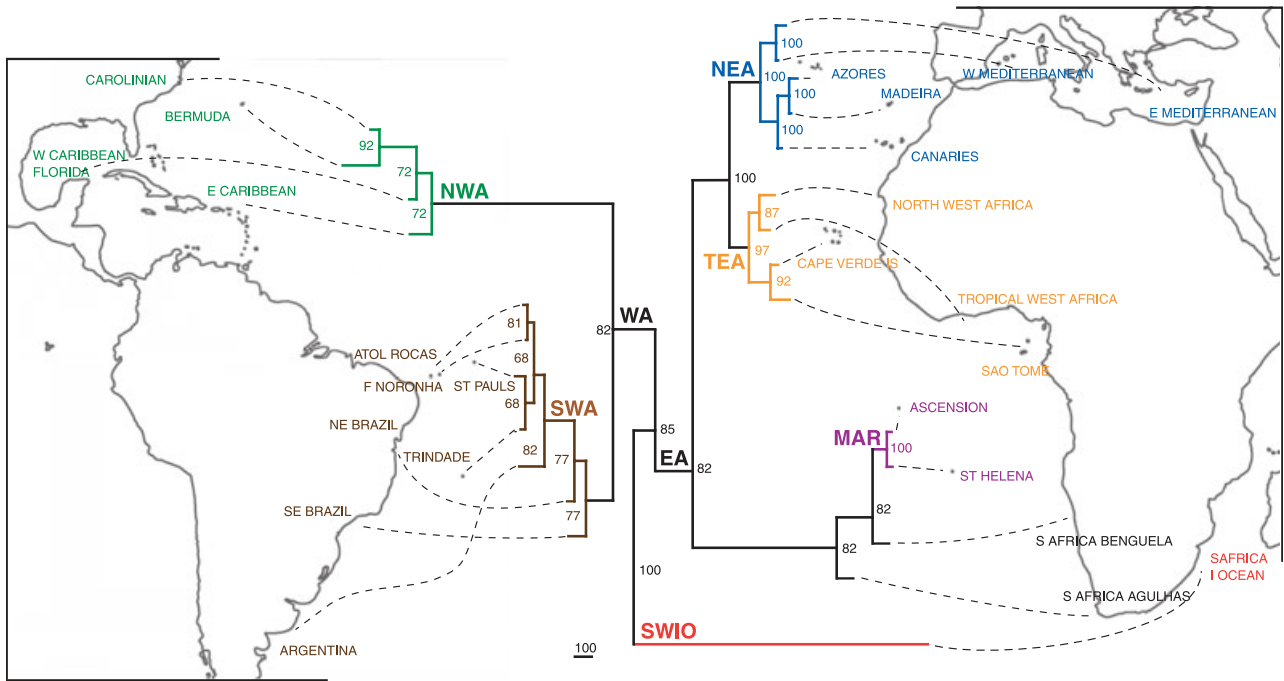 CAROLINIAN
BERMUDA
W CARIBBEAN
FLORIDA
E CARIBBEAN
92
72
72
NWA
ATOL ROCAS
F NORONHA
ST PAULS
NE BRAZIL
TRINDADE
SE BRAZIL
ARGENTINA
81
68
68
82
SWA
77
77
82
WA
85
EA
82
100
SWIO
100
NEA
100
100
100
100
AZORES
W MEDITERRANEAN
MADEIRA
E MEDITERRANEAN
CANARIES
100
TEA
87
97
92
NORTH WEST AFRICA
CAPE VERDE IS
TROPICAL WEST AFRICA
SAO TOME
ASCENSION
MAR
100
ST HELENA
82
82
S AFRICA BENGUELA
SAFRICA
I OCEAN
S AFRICA AGULHAS